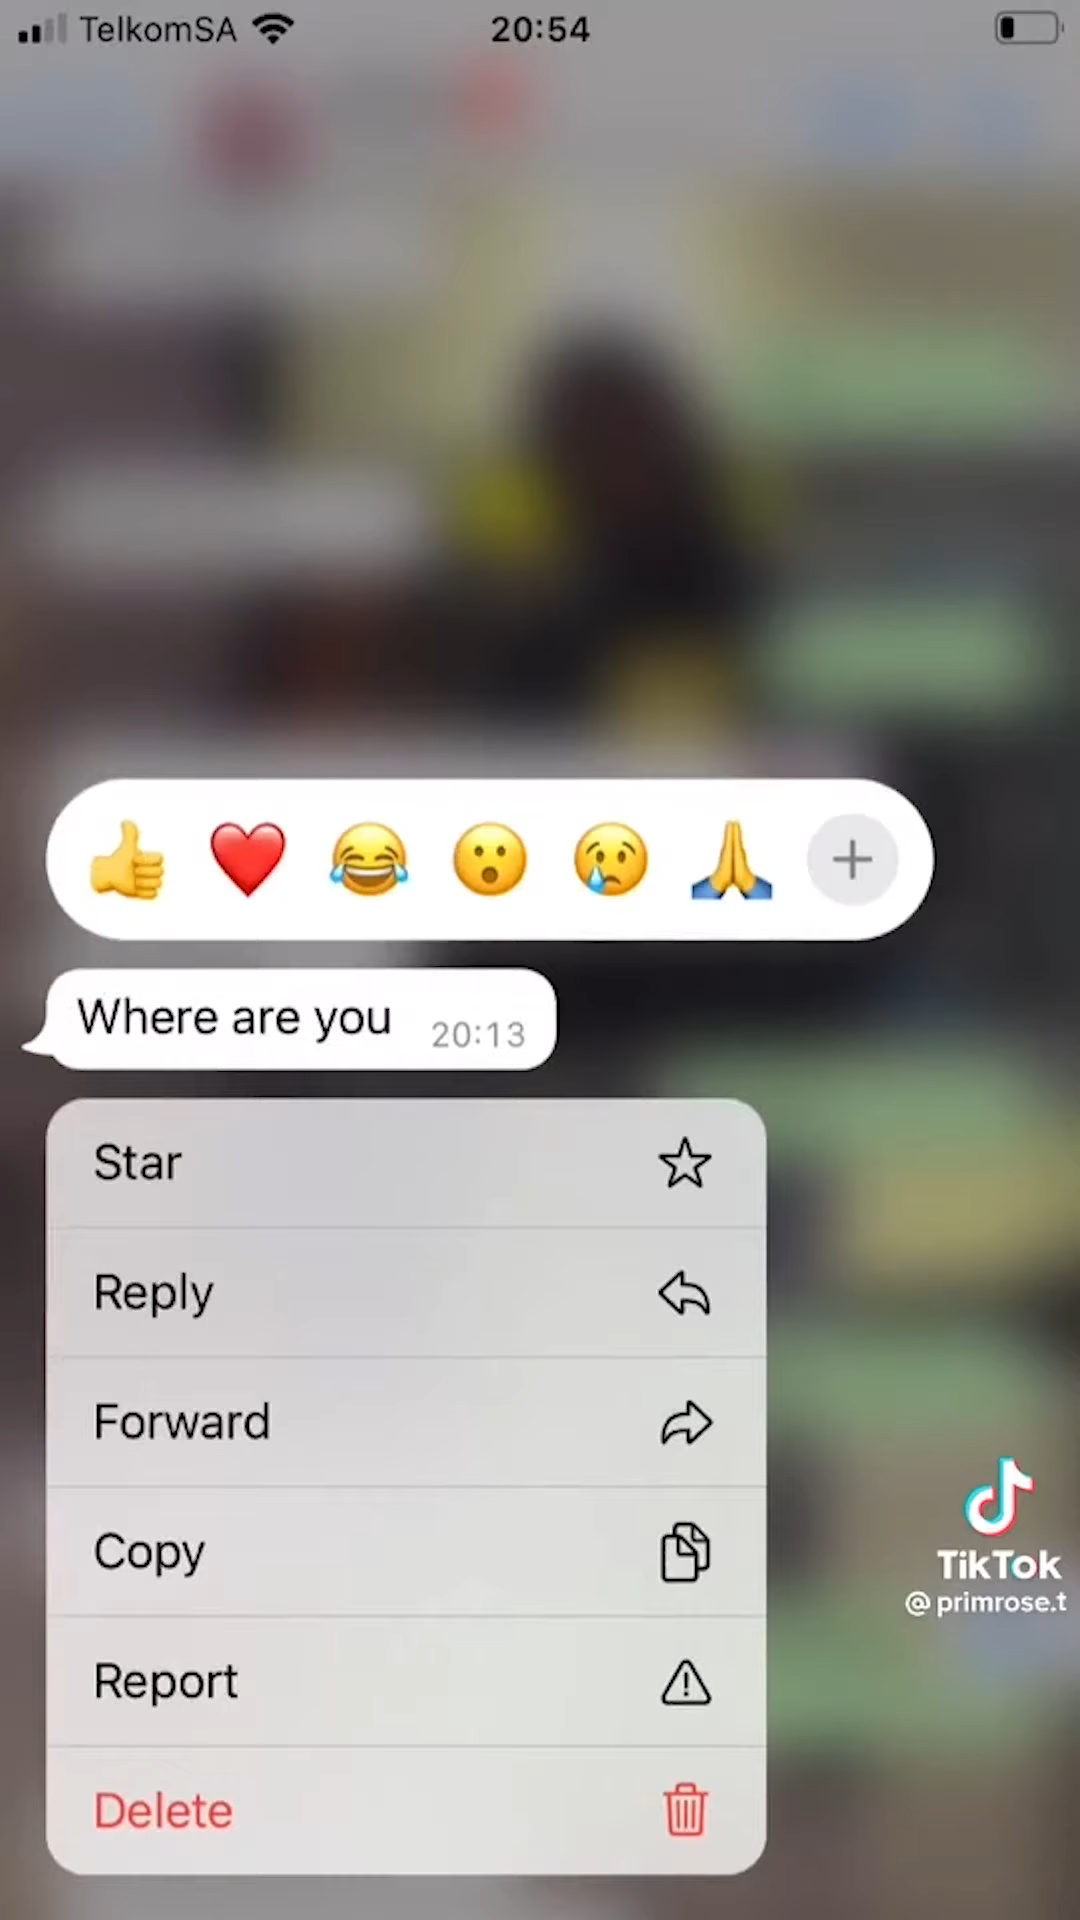 TelkomSA 20:54
Where are you 20:13
Star
Reply
Forward
Copy
Report
Delete
TikTok
@primrose.t